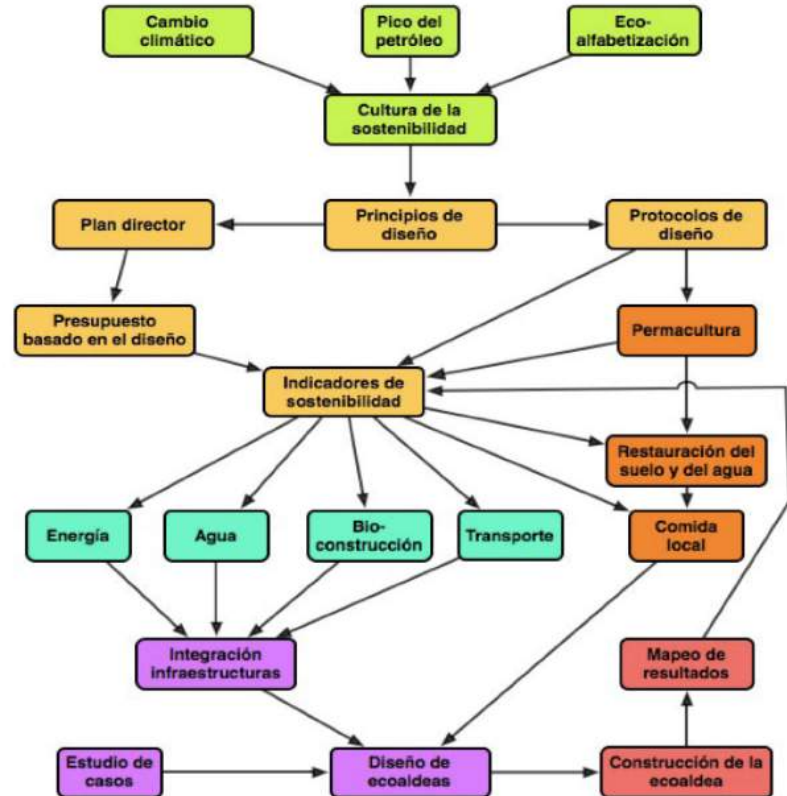 Cambio
climático
Pico del
petróleo
Eco-
alfabetización
Cultura de la
sostenibilidad
Plan director
Principios de
diseño
Protocolos de
diseño
Presupuesto
basado en el diseño
Permacultura
Indicadores de
sostenibilidad
Restauración del
suelo y del agua
Energía
Agua
Bio-
construcción
Transporte
Comida
local
Integración
infraestructuras
Mapeo de
resultados
Estudio de
casos
Diseño de
ecoaldeas
Construcción de la
ecoaldea